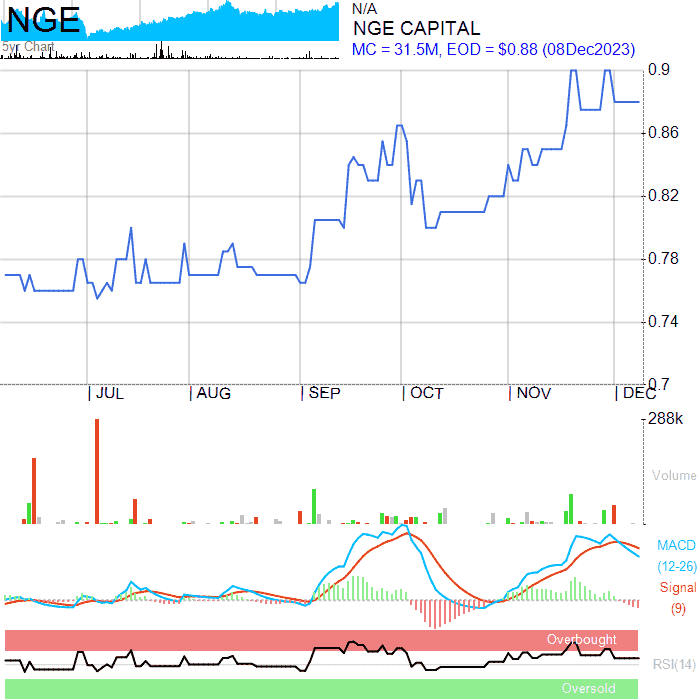 NGE
5yr Chart
N/A
NGE CAPITAL
MC = 31.5M, EOD = $0.88 (08Dec2023)
0.9
0.86
0.82
0.78
0.74
0.7
JUL AUG SEP OCT NOV DEC
288k
Volume
MACD
(12-26)
Signal
(9)
Overbought
RSI(14)
Oversold